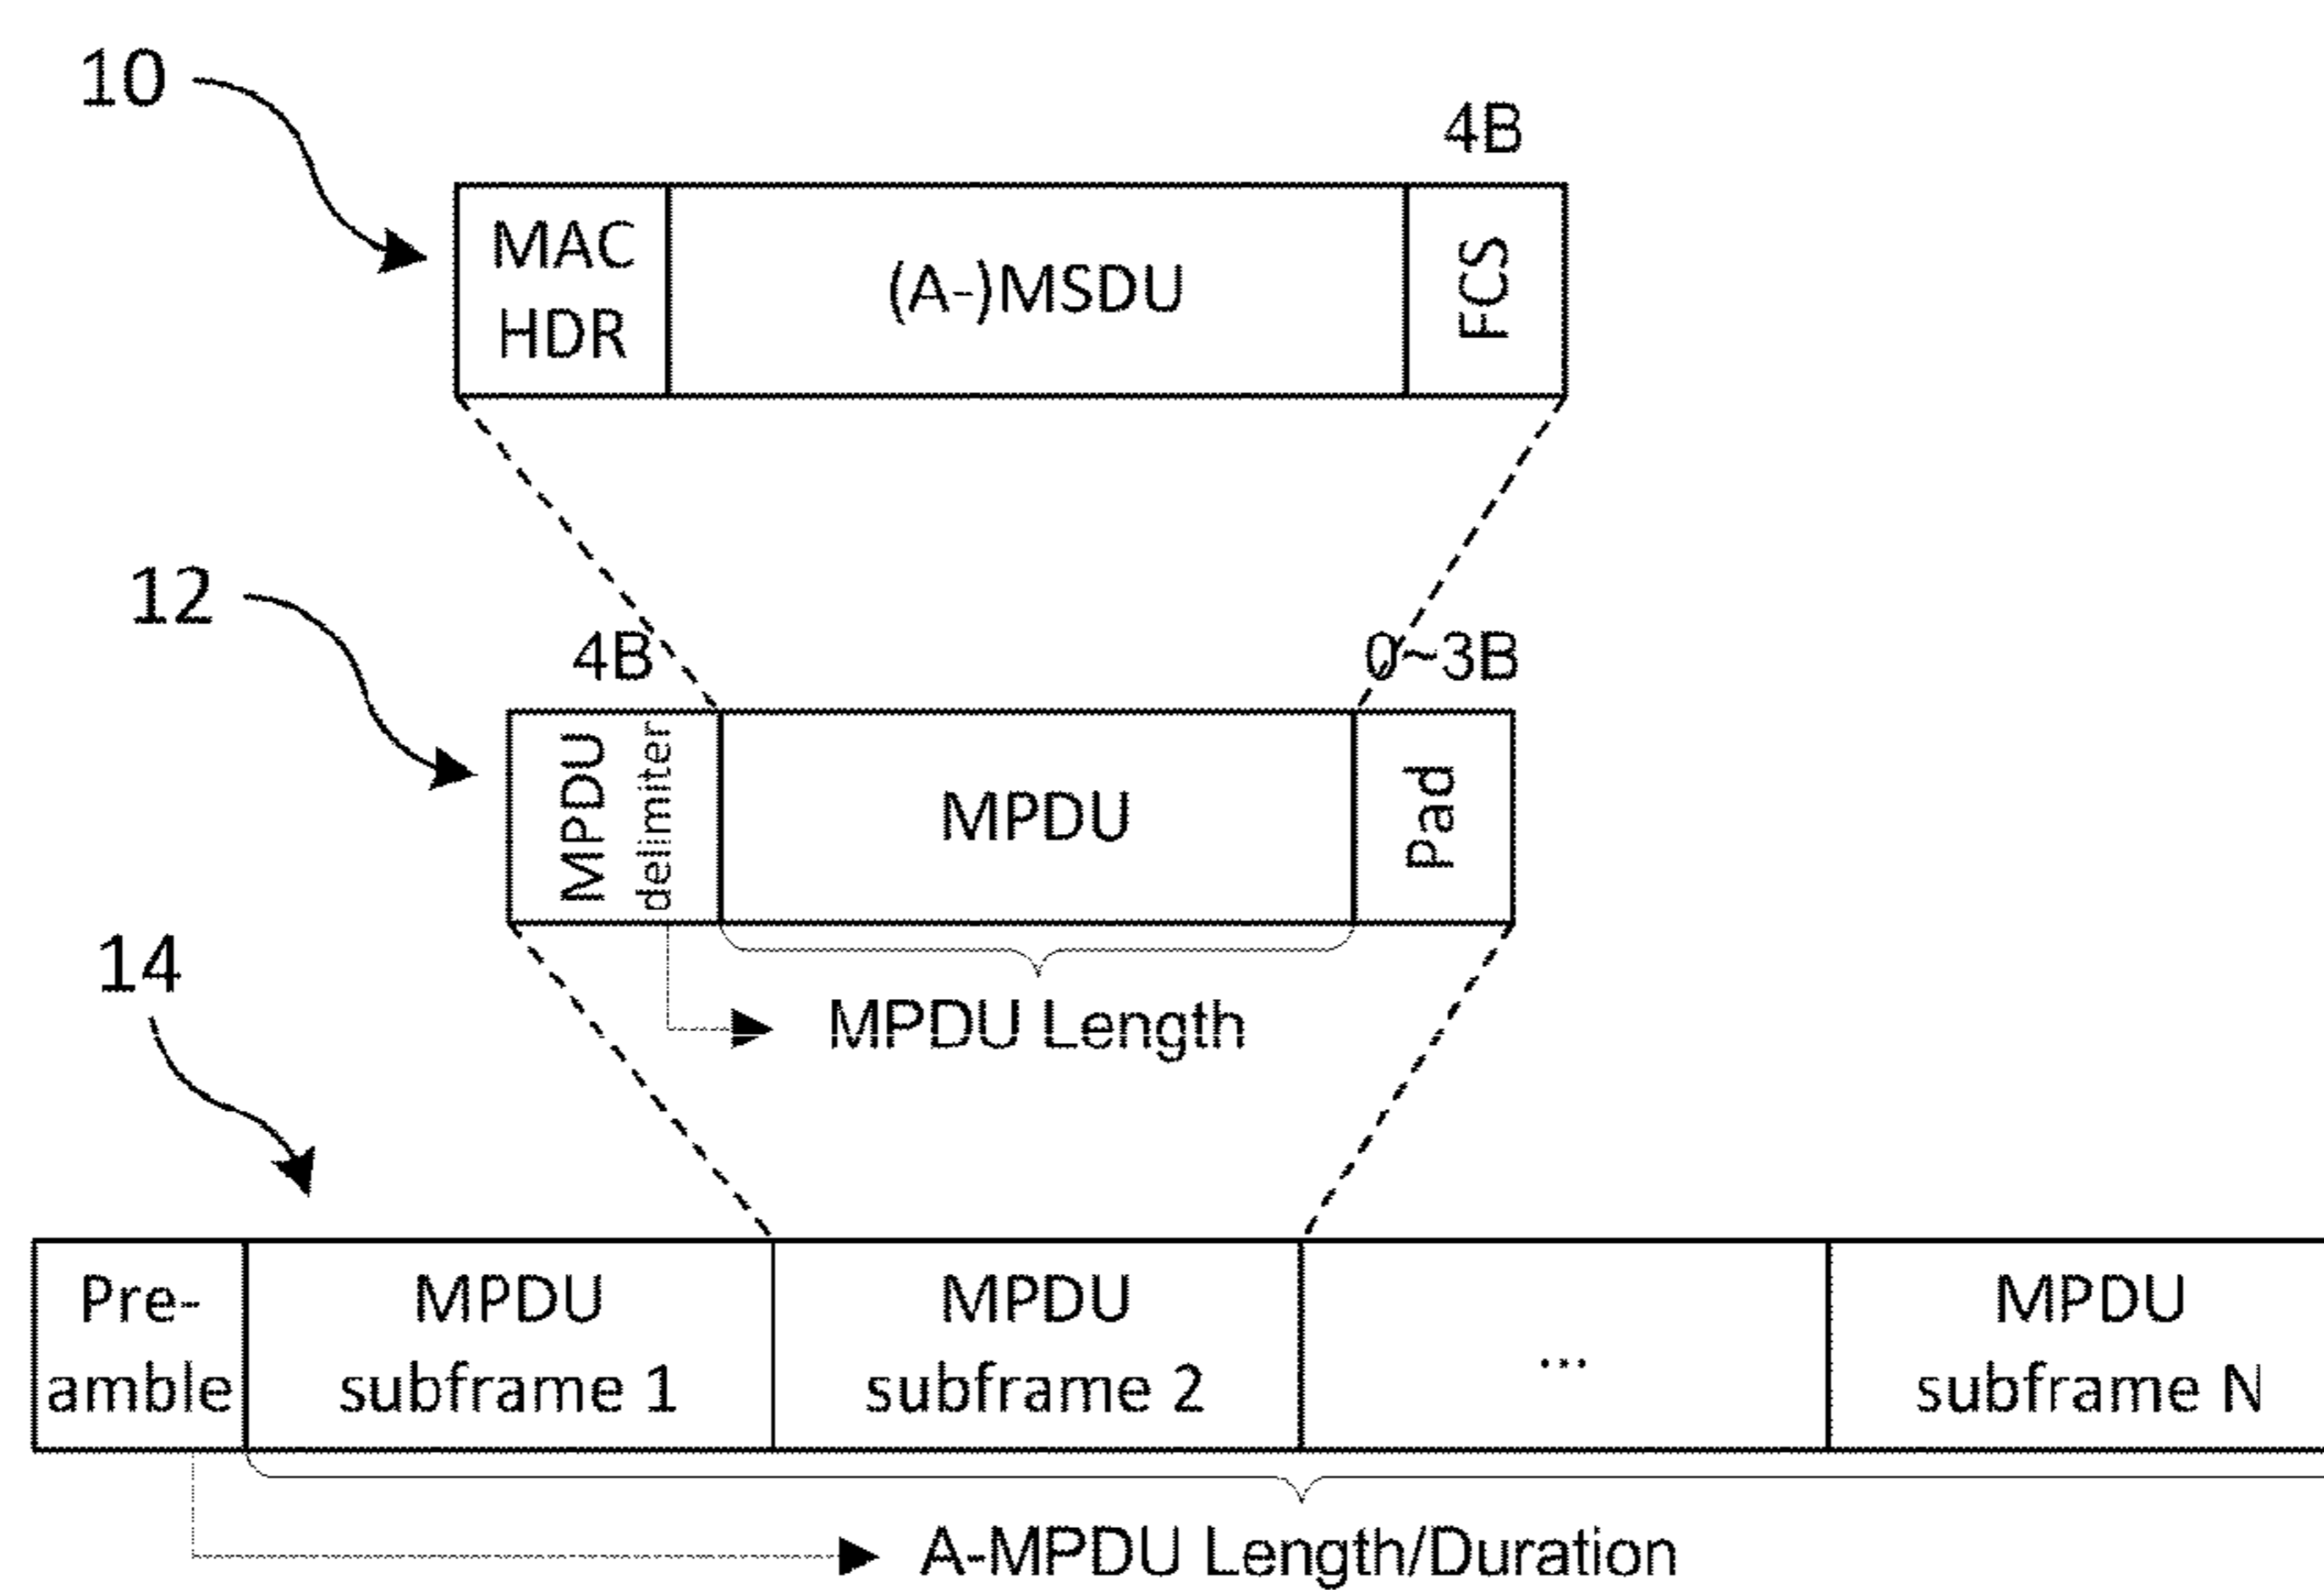 10
4B
MAC
HDR
(A-)MSDU
FCS
12
4B
0~3B
MPDU
delimiter
MPDU
Pad
14
MPDU Length
Pre-
amble
MPDU
subframe 1
MPDU
subframe 2
...
MPDU
subframe N
A-MPDU Length/Duration